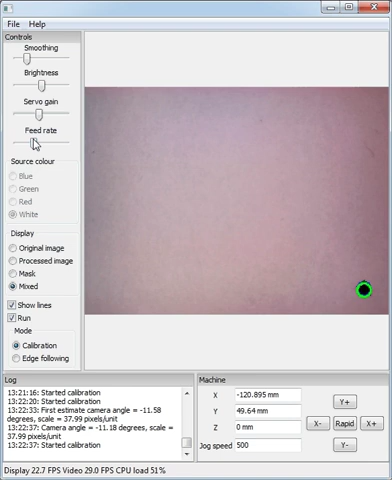 File Help
Controls
Smoothing
Brightness
Servo gain
Feed rate
Source colour
Blue
Green
Red
White
Display
Original image
Processed image
Mask
Mixed
Show lines
Run
Mode
Calibration
Edge following
Log
13:21:16: Started calibration
13:22:20: Started calibration
13:22:33: First estimate camera angle = -11.58
degrees, scale = 37.99 pixels/unit
13:22:37: Camera angle = -11.18 degrees, scale =
37.99 pixels/unit
13:22:37: Started calibration
Machine
X -120.895 mm
Y 49.64 mm
Z 0 mm
Jog speed 500
Y+
X- Rapid X+
Y-
Display 22.7 FPS Video 29.0 FPS CPU load 51%